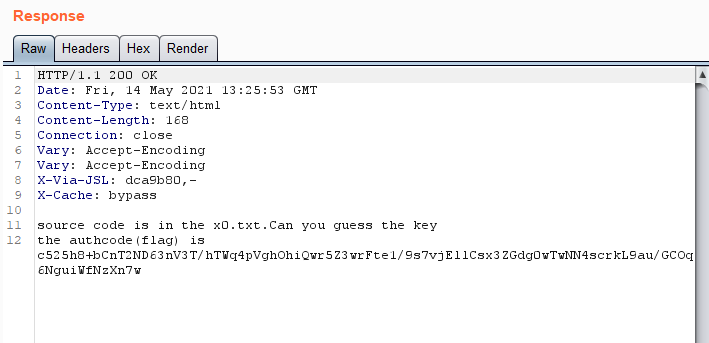 Response
Raw Headers Hex Render
1 HTTP/1.1 200 OK
2 Date: Fri, 14 May 2021 13:25:53 GMT
3 Content-Type: text/html
4 Content-Length: 168
5 Connection: close
6 Vary: Accept-Encoding
7 Vary: Accept-Encoding
8 X-Via-JSL: dca9b80,-
9 X-Cache: bypass
10
11 source code is in the x0.txt.Can you guess the key
12 the authcode(flag) is
c525h8+bCnT2ND63nV3T/hTWq4pVghOhiQwr5Z3wrFte1/9s7vjEllCsx3ZGdg0wTwNN4scrkL9au/GCOq
6NguiWfNzXn7w